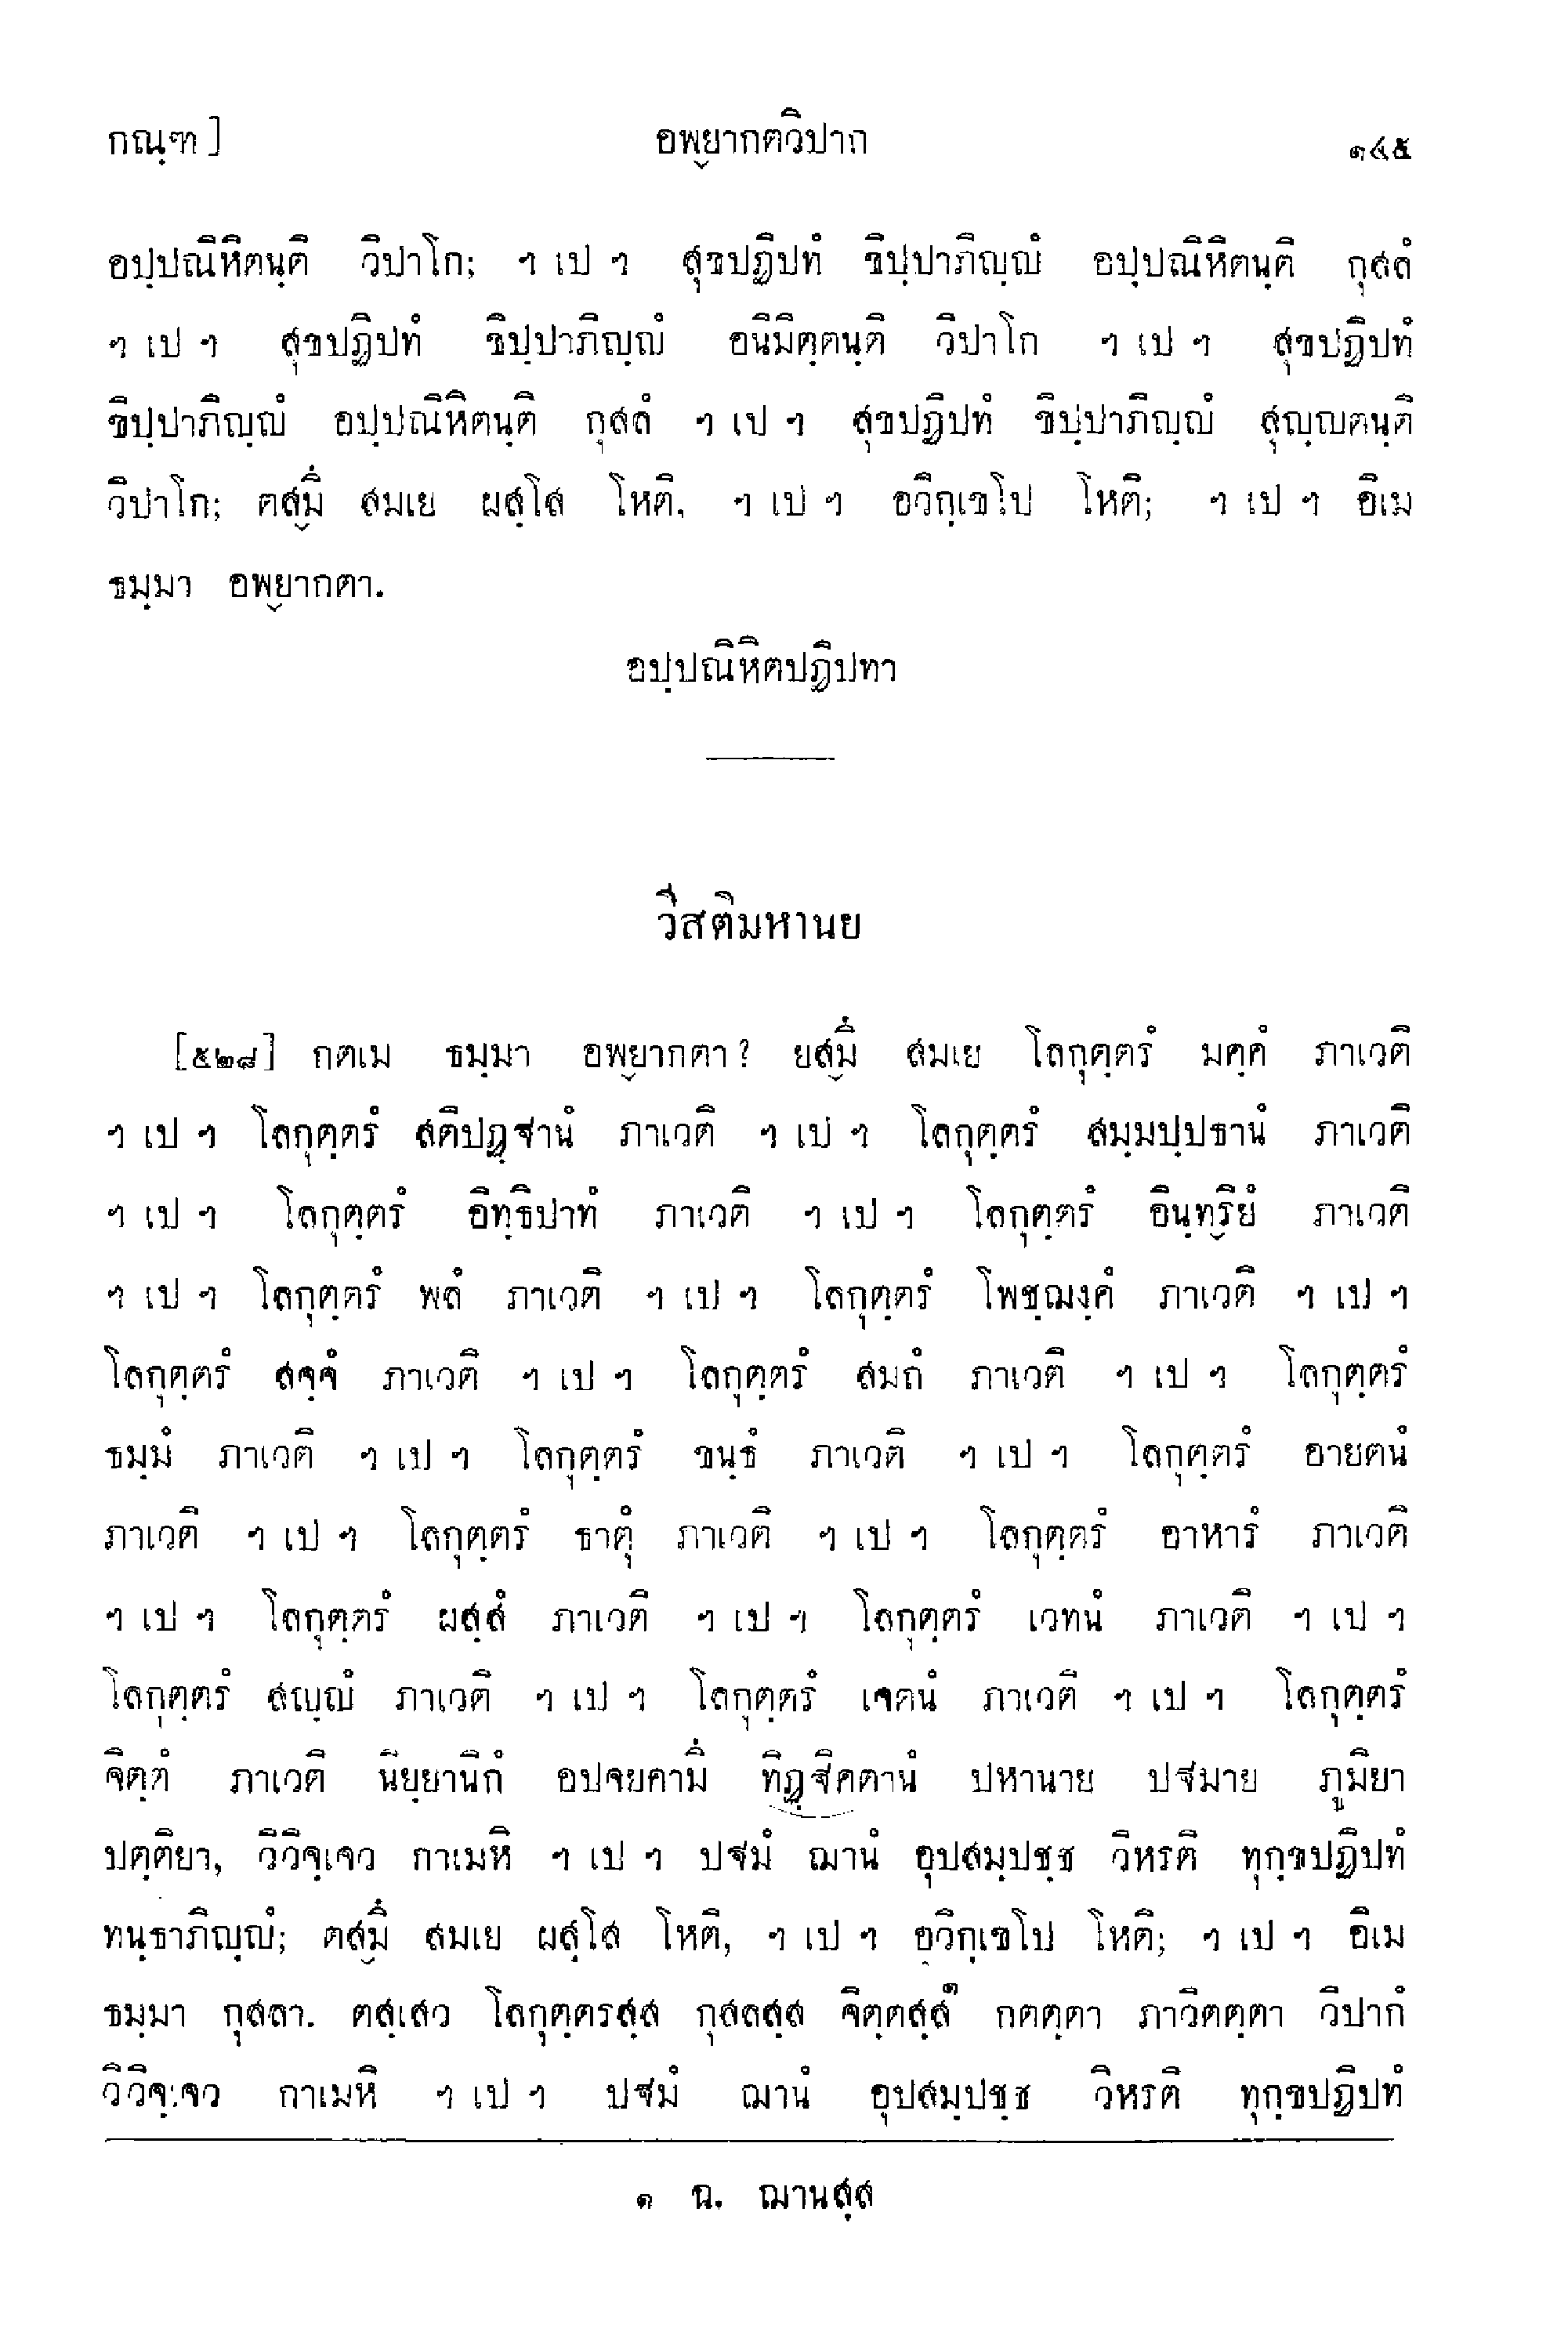 กณฺฑ]	อพฺยากตวิปาก	๑๔๕
อปฺปณิหิตนฺติ วิปาโก; ฯ เป ฯ สุขปฏิปทํ ขิปฺปาภิญฺญํ อปฺปณิหิตนฺติ กุสลํ
ฯ เป ฯ สุขปฏิปทํ ขิปฺปาภิญฺญํ อนิมิตฺตนฺติ วิปาโก ฯ เป ฯ สุขปฏิปทํ
ขิปฺปาภิญฺญํ อปฺปณิหิตนฺติ กุสลํ ฯ เป ฯ สุขปฏิปทํ ขิปฺปาภิญฺญํ สุญฺญตนฺติ
วิปาโก; ตสฺมิํ สมเย ผสฺโส โหติ, ฯ เป ฯ อวิกฺเขโป โหติ; ฯ เป ฯ อิเม
ธมฺมา อพฺยากตา.
อปฺปณิหิตปฏิปทา
วีสติมหานย
[๕๒๘] กตเม ธมฺมา อพฺยากตา? ยสฺมิํ สมเย โลกุตฺตรํ มคฺคํ ภาเวติ
ฯ เป ฯ โลกุตฺตรํ สติปฏฺฐานํ ภาเวติ ฯ เป ฯ โลกุตฺตรํ สมฺมปฺปธานํ ภาเวติ
ฯ เป ฯ โลกุตฺตรํ อิทฺธิปาทํ ภาเวติ ฯ เป ฯ โลกุตฺตรํ อินฺทฺริยํ ภาเวติ
ฯ เป ฯ โลกุตฺตรํ พลํ ภาเวติ ฯ เป ฯ โลกุตฺตรํ โพชฺฌงฺคํ ภาเวติ ฯ เป ฯ
โลกุตฺตรํ สจฺจํ ภาเวติ ฯ เป ฯ โลกุตฺตรํ สมถํ ภาเวติ ฯ เป ฯ โลกุตฺตรํ
ธมฺมํ ภาเวติ ฯ เป ฯ โลกุตฺตรํ ขนฺธํ ภาเวติ ฯ เป ฯ โลกุตฺตรํ อายตนํ
ภาเวติ ฯ เป ฯ โลกุตฺตรํ ธาตุํ ภาเวติ ฯ เป ฯ โลกุตฺตรํ อาหารํ ภาเวติ
ฯ เป ฯ โลกุตฺตรํ ผสฺสํ ภาเวติ ฯ เป ฯ โลกุตฺตรํ เวทนํ ภาเวติ ฯ เป ฯ
โลกุตฺตรํ สญฺญํ ภาเวติ ฯ เป ฯ โลกุตฺตรํ เจตนํ ภาเวติ ฯ เป ฯ โลกุตฺตรํ
จิตฺตํ ภาเวติ นิยฺยานิกํ อปจยคามิํ ทิฏฺฐิคตานํ ปหานาย ปฐมาย ภูมิยา
ปตฺติยา, วิวิจฺเจว กาเมหิ ฯ เป ฯ ปฐมํ ฌานํ อุปสมฺปชฺช วิหรติ ทุกฺขปฏิปทํ
ทนฺธาภิญฺญํ; ตสฺมิํ สมเย ผสฺโส โหติ, ฯ เป ฯ อวิกฺเขโป โหติ; ฯ เป ฯ อิเม
ธมฺมา กุสลา. ตสฺเสว โลกุตฺตรสฺส กุสลสฺส จิตฺตสฺส๑ กตตฺตา ภาวิตตฺตา วิปากํ
วิวิจฺเจว กาเมหิ ฯ เป ฯ ปฐมํ ฌานํ อุปสมฺปชฺช วิหรติ ทุกฺขปฏิปทํ
๑ ฉ. ฌานสฺส